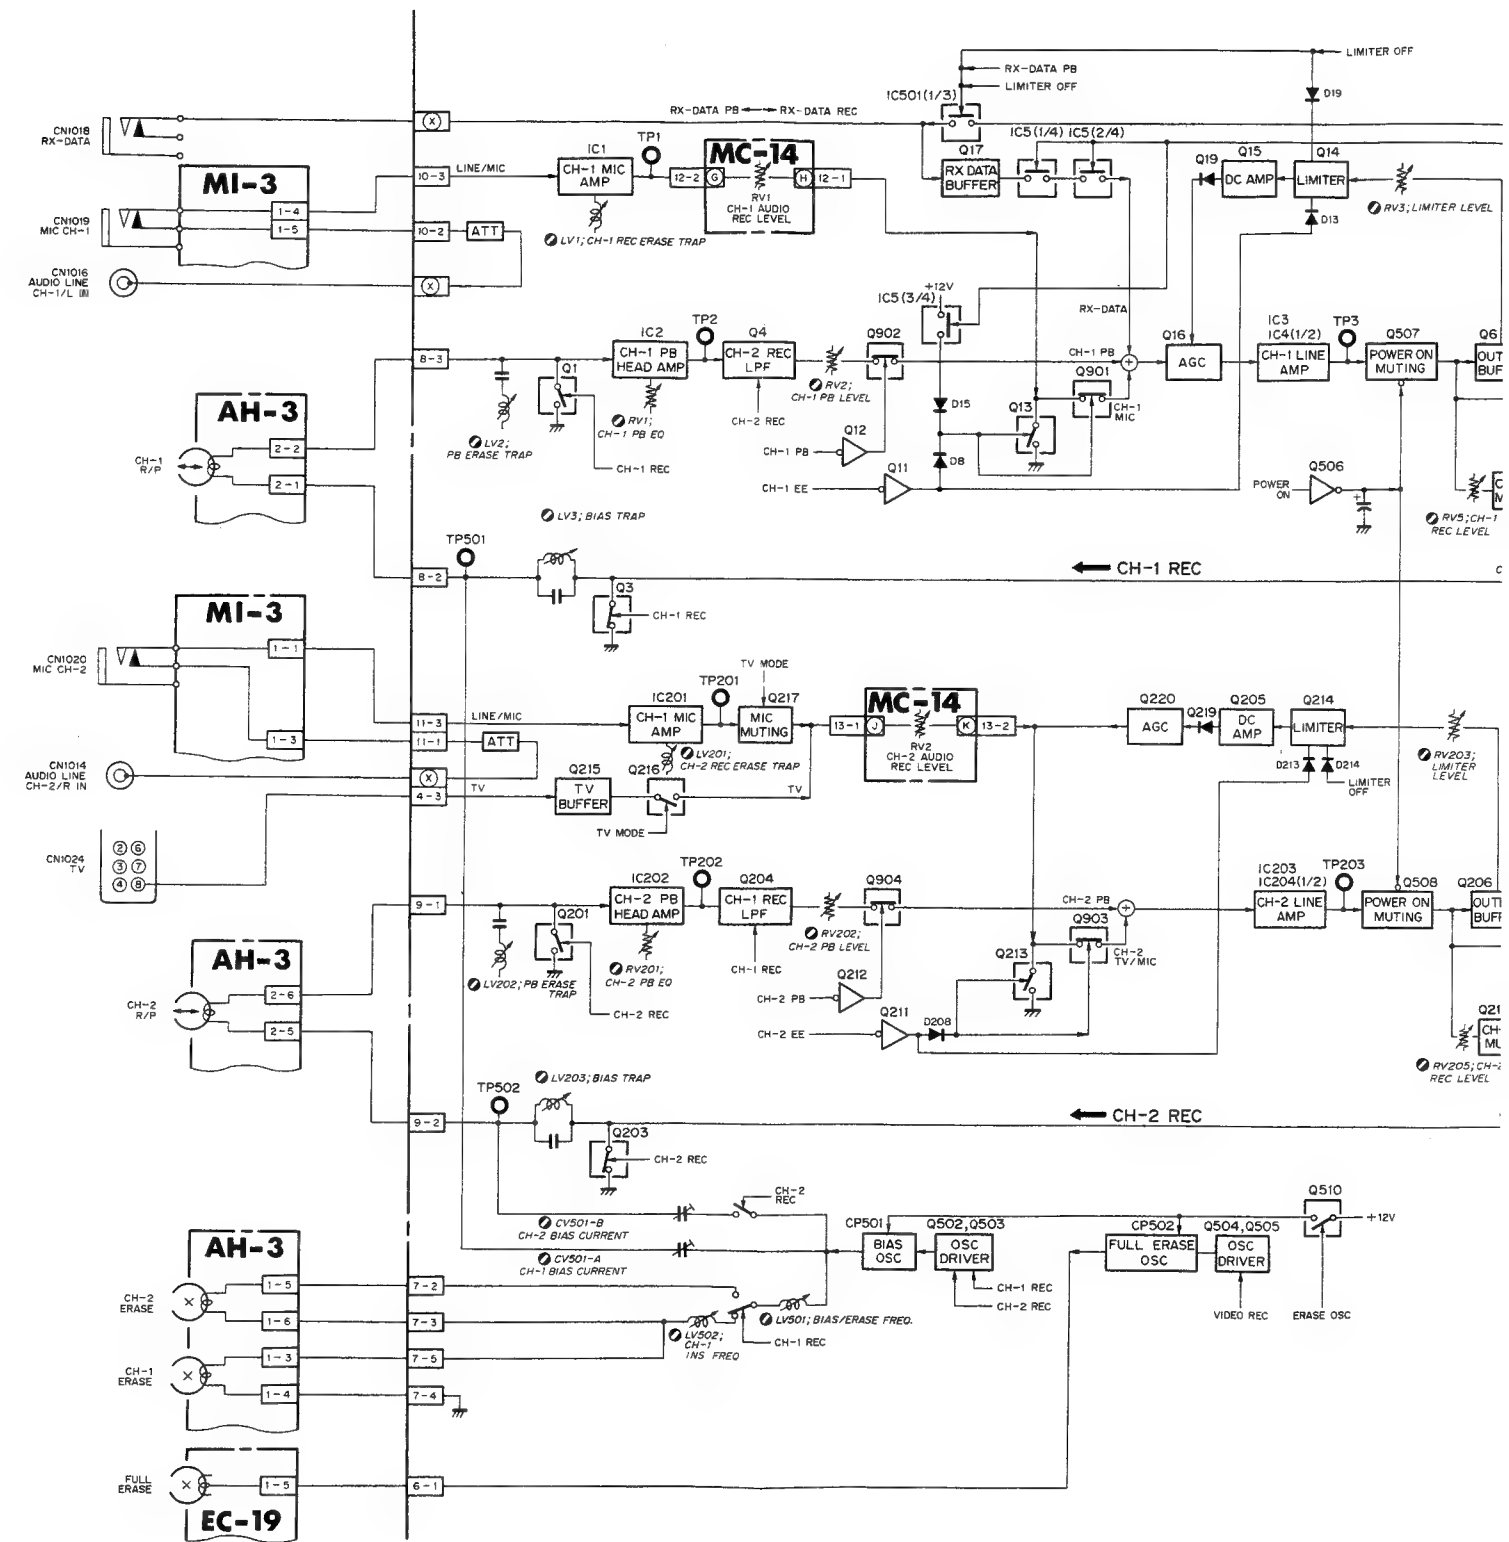 LIMITER OFF
RX-DATA PB
LIMITER OFF
IC501(1/3)
D19
RX-DATA PB RX-DATA REC
CN1018
RX-DATA
X
TP1
IC1
CH-1 MIC
AMP
MC-14
12-2
G
H
12-1
RV1
CH-1 AUDIO
REC LEVEL
IC5(1/4) IC5(2/4)
Q17
RX DATA
BUFFER
Q19
Q15
DC AMP
Q14
LIMITER
RV3; LIMITER LEVEL
D13
MI-3
10-3
LINE/MIC
1-4
1-5
CN1019
MIC CH-1
10-2
ATT
LV1; CH-1 REC ERASE TRAP
CN1016
AUDIO LINE
CH-1/L
X
+12V
IC5(3/4)
RX-DATA
8-3
IC2
CH-1 PB
HEAD AMP
TP2
Q4
CH-2 REC
LPF
Q902
CH-1 PB
+
Q16
AGC
IC3
IC4(1/2)
CH-1 LINE
AMP
TP3
Q507
POWER ON
MUTING
Q6
OUT
BUF
Q1
RV2;
CH-1 PB LEVEL
Q901
CH-1
MIC
D15
Q13
RV1;
CH-1 PB EQ
LV2;
PB ERASE TRAP
CH-2 REC
Q12
CH-1 PB
D8
CH-1 REC
Q11
CH-1 EE
Q506
POWER
ON
+
RV5; CH-1
REC LEVEL
C
M
AH-3
2-2
2-1
CH-1
R/P
LV3; BIAS TRAP
TP501
8-2
CH-1 REC
C
Q3
CH-1 REC
MI-3
1-1
CN1020
MIC CH-2
1-3
TV MODE
11-3
LINE/MIC
IC201
CH-1 MIC
AMP
TP201
Q217
MIC
MUTING
MC-14
13-1
J
K
13-2
RV2
CH-2 AUDIO
REC LEVEL
Q220
AGC
Q219
Q205
DC
AMP
Q214
LIMITER
D213
D214
LIMITER
OFF
RV203;
LIMITER
LEVEL
11-1
ATT
LV201;
CH-2 REC ERASE TRAP
CN1014
AUDIO LINE
CH-2/R IN
X
4-3
TV
Q215
TV
BUFFER
Q216
TV
TV MODE
CN1024
TV
2 6
3 7
4 8
9-1
IC202
CH-2 PB
HEAD AMP
TP202
Q204
CH-1 REC
LPF
Q904
CH-2 PB
+
IC203
IC204(1/2)
CH-2 LINE
AMP
TP203
Q508
POWER ON
MUTING
Q206
OUT
BUFF
Q201
RV202;
CH-2 PB LEVEL
Q903
CH-2
TV/MIC
Q213
RV201;
CH-2 PB EQ
LV202; PB ERASE
TRAP
CH-1 REC
Q212
CH-2 PB
CH-2 REC
Q211
CH-2 EE
D208
Q21
CH-
MU
RV205; CH-2
REC LEVEL
AH-3
2-6
2-5
CH-2
R/P
LV203; BIAS TRAP
TP502
9-2
CH-2 REC
Q203
CH-2 REC
CH-2
REC
CV501-B
CH-2 BIAS CURRENT
CV501-A
CH-1 BIAS CURRENT
CP501
BIAS
OSC
Q502, Q503
OSC
DRIVER
CP502
FULL ERASE
OSC
Q504, Q505
OSC
DRIVER
Q510
+12V
CH-1 REC
CH-2 REC
VIDEO REC
ERASE OSC
AH-3
1-5
7-2
CH-2
ERASE
1-6
7-3
LV501; BIAS/ERASE FREQ.
LV502;
CH-1
INS FREQ
CH-1 REC
1-3
7-5
CH-1
ERASE
1-4
7-4
FULL
ERASE
1-5
6-1
EC-19